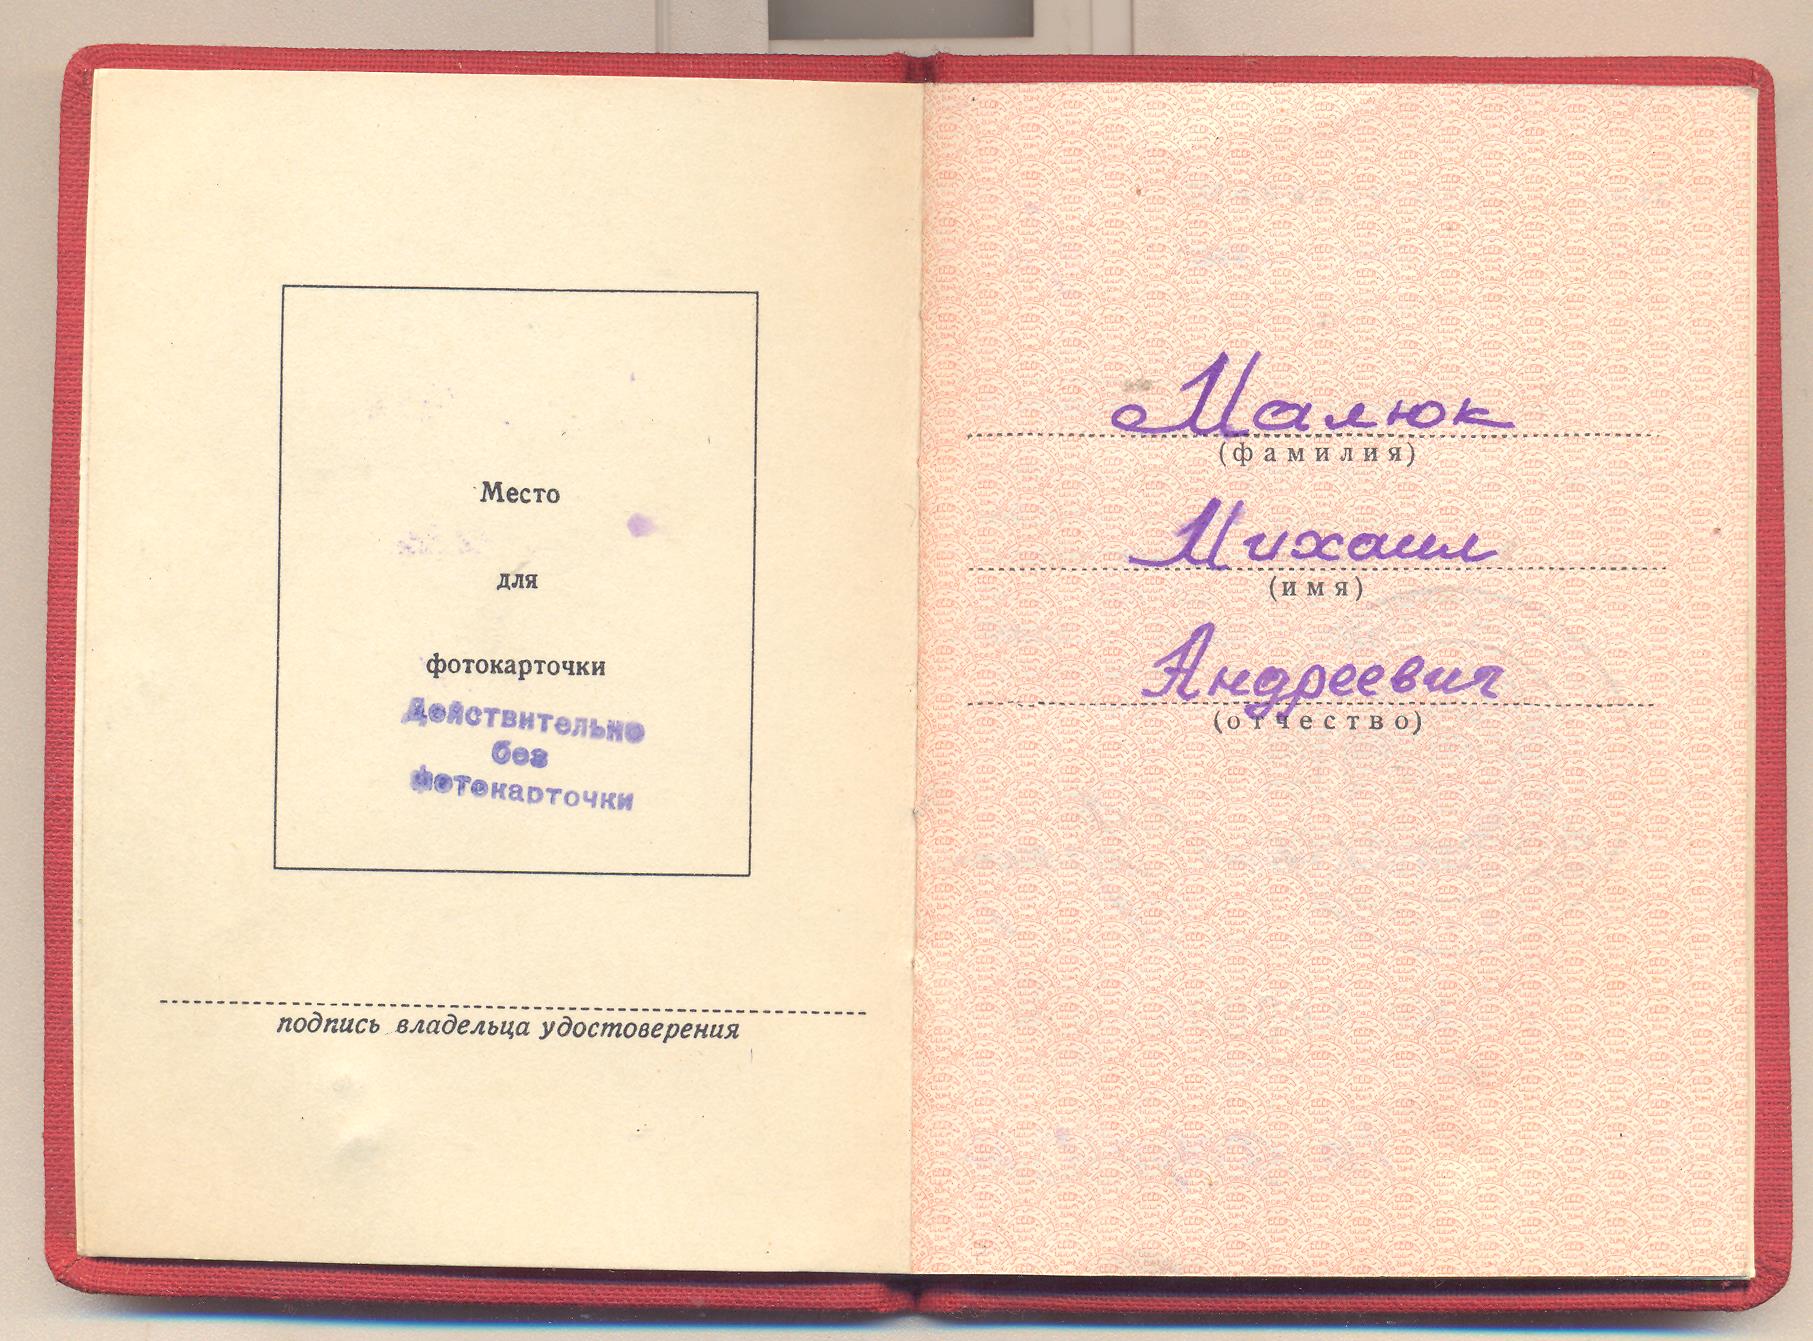 Место
для
фотокарточки
Действительно
без
фотокарточки
подпись владельца удостоверения
Малюк
(фамилия)
Михаил
(имя)
Андреевич
(отчество)